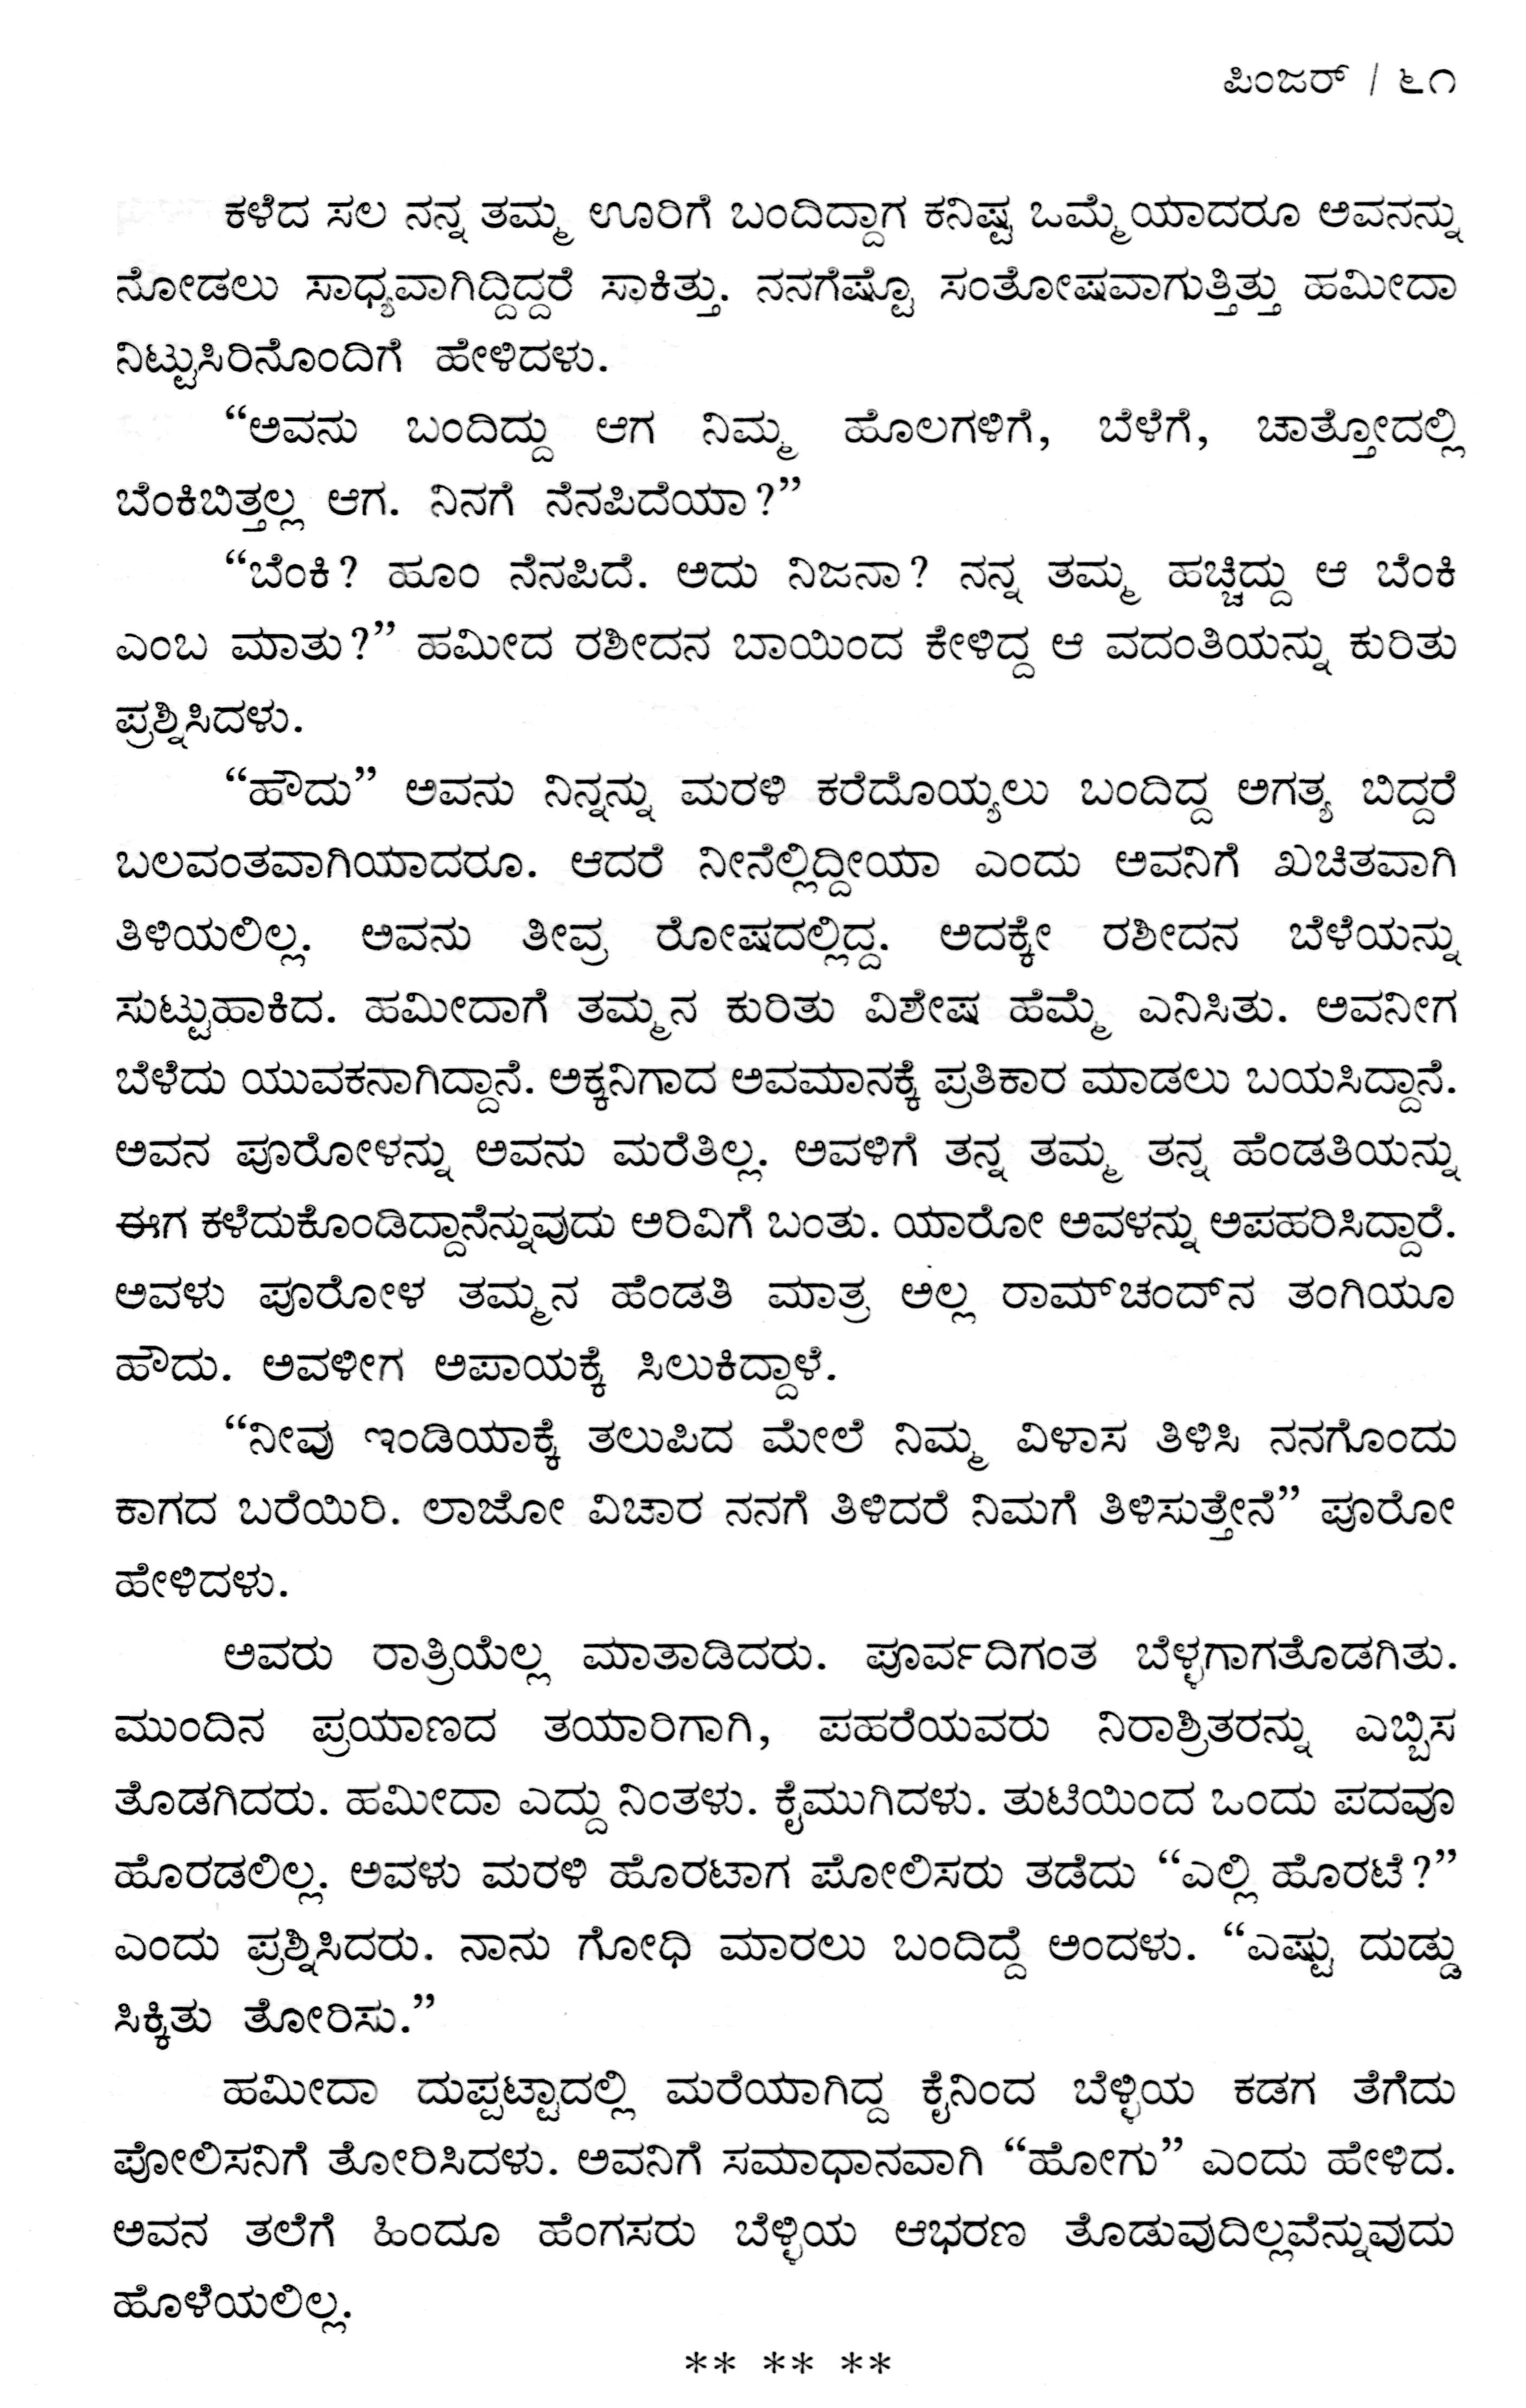 ಪಿಂಜರ್ / ೬೧
ಕಳೆದ ಸಲ ನನ್ನ ತಮ್ಮ ಊರಿಗೆ ಬಂದಿದ್ದಾಗ ಕನಿಷ್ಟ ಒಮ್ಮೆಯಾದರೂ ಅವನನ್ನು
ನೋಡಲು ಸಾಧ್ಯವಾಗಿದ್ದಿದ್ದರೆ ಸಾಕಿತ್ತು. ನನಗೆಷ್ಟೊ ಸಂತೋಷವಾಗುತ್ತಿತ್ತು ಹಮೀದಾ
ನಿಟ್ಟುಸಿರಿನೊಂದಿಗೆ ಹೇಳಿದಳು.
“ಅವನು ಬಂದಿದ್ದು ಆಗ ನಿಮ್ಮ ಹೊಲಗಳಿಗೆ, ಬೆಳೆಗೆ, ಚಾತ್ತೋದಲ್ಲಿ
ಬೆಂಕಿಬಿತ್ತಲ್ಲ ಆಗ. ನಿನಗೆ ನೆನಪಿದೆಯಾ?”
“ಬೆಂಕಿ? ಹೂಂ ನೆನಪಿದೆ. ಅದು ನಿಜನಾ? ನನ್ನ ತಮ್ಮ ಹಚ್ಚಿದ್ದು ಆ ಬೆಂಕಿ
ಎಂಬ ಮಾತು?” ಹಮೀದ ರಶೀದನ ಬಾಯಿಂದ ಕೇಳಿದ್ದ ಆ ವದಂತಿಯನ್ನು ಕುರಿತು
ಪ್ರಶ್ನಿಸಿದಳು.
“ಹೌದು” ಅವನು ನಿನ್ನನ್ನು ಮರಳಿ ಕರೆದೊಯ್ಯಲು ಬಂದಿದ್ದ ಅಗತ್ಯ ಬಿದ್ದರೆ
ಬಲವಂತವಾಗಿಯಾದರೂ. ಆದರೆ ನೀನೆಲ್ಲಿದ್ದೀಯಾ ಎಂದು ಅವನಿಗೆ ಖಚಿತವಾಗಿ
ತಿಳಿಯಲಿಲ್ಲ. ಅವನು ತೀವ್ರ ರೋಷದಲ್ಲಿದ್ದ. ಅದಕ್ಕೇ ರಶೀದನ ಬೆಳೆಯನ್ನು
ಸುಟ್ಟುಹಾಕಿದ. ಹಮೀದಾಗೆ ತಮ್ಮನ ಕುರಿತು ವಿಶೇಷ ಹೆಮ್ಮೆ ಎನಿಸಿತು. ಅವನೀಗ
ಬೆಳೆದು ಯುವಕನಾಗಿದ್ದಾನೆ. ಅಕ್ಕನಿಗಾದ ಅವಮಾನಕ್ಕೆ ಪ್ರತಿಕಾರ ಮಾಡಲು ಬಯಸಿದ್ದಾನೆ.
ಅವನ ಪೂರೋಳನ್ನು ಅವನು ಮರೆತಿಲ್ಲ. ಅವಳಿಗೆ ತನ್ನ ತಮ್ಮ ತನ್ನ ಹೆಂಡತಿಯನ್ನು
ಈಗ ಕಳೆದುಕೊಂಡಿದ್ದಾನೆನ್ನುವುದು ಅರಿವಿಗೆ ಬಂತು. ಯಾರೋ ಅವಳನ್ನು ಅಪಹರಿಸಿದ್ದಾರೆ.
ಅವಳು ಪೂರೋಳ ತಮ್ಮನ ಹೆಂಡತಿ ಮಾತ್ರ ಅಲ್ಲ ರಾಮ್‌ಚಂದ್‌ನ ತಂಗಿಯೂ
ಹೌದು. ಅವಳೀಗ ಅಪಾಯಕ್ಕೆ ಸಿಲುಕಿದ್ದಾಳೆ.
“ನೀವು ಇಂಡಿಯಾಕ್ಕೆ ತಲುಪಿದ ಮೇಲೆ ನಿಮ್ಮ ವಿಳಾಸ ತಿಳಿಸಿ ನನಗೊಂದು
ಕಾಗದ ಬರೆಯಿರಿ. ಲಾಜೋ ವಿಚಾರ ನನಗೆ ತಿಳಿದರೆ ನಿಮಗೆ ತಿಳಿಸುತ್ತೇನೆ” ಪೂರೋ
ಹೇಳಿದಳು.
ಅವರು ರಾತ್ರಿಯೆಲ್ಲ ಮಾತಾಡಿದರು. ಪೂರ್ವದಿಗಂತ ಬೆಳ್ಳಗಾಗತೊಡಗಿತು.
ಮುಂದಿನ ಪ್ರಯಾಣದ ತಯಾರಿಗಾಗಿ, ಪಹರೆಯವರು ನಿರಾಶ್ರಿತರನ್ನು ಎಬ್ಬಿಸ
ತೊಡಗಿದರು. ಹಮೀದಾ ಎದ್ದು ನಿಂತಳು. ಕೈಮುಗಿದಳು. ತುಟಿಯಿಂದ ಒಂದು ಪದವೂ
ಹೊರಡಲಿಲ್ಲ. ಅವಳು ಮರಳಿ ಹೊರಟಾಗ ಪೋಲಿಸರು ತಡೆದು “ಎಲ್ಲಿ ಹೊರಟೆ?”
ಎಂದು ಪ್ರಶ್ನಿಸಿದರು. ನಾನು ಗೋಧಿ ಮಾರಲು ಬಂದಿದ್ದೆ ಅಂದಳು. “ಎಷ್ಟು ದುಡ್ಡು
ಸಿಕ್ಕಿತು ತೋರಿಸು.”
ಹಮೀದಾ ದುಪ್ಪಟ್ಟಾದಲ್ಲಿ ಮರೆಯಾಗಿದ್ದ ಕೈನಿಂದ ಬೆಳ್ಳಿಯ ಕಡಗ ತೆಗೆದು
ಪೋಲಿಸನಿಗೆ ತೋರಿಸಿದಳು. ಅವನಿಗೆ ಸಮಾಧಾನವಾಗಿ “ಹೋಗು” ಎಂದು ಹೇಳಿದ.
ಅವನ ತಲೆಗೆ ಹಿಂದೂ ಹೆಂಗಸರು ಬೆಳ್ಳಿಯ ಆಭರಣ ತೊಡುವುದಿಲ್ಲವೆನ್ನುವುದು
ಹೊಳೆಯಲಿಲ್ಲ.
** ** **